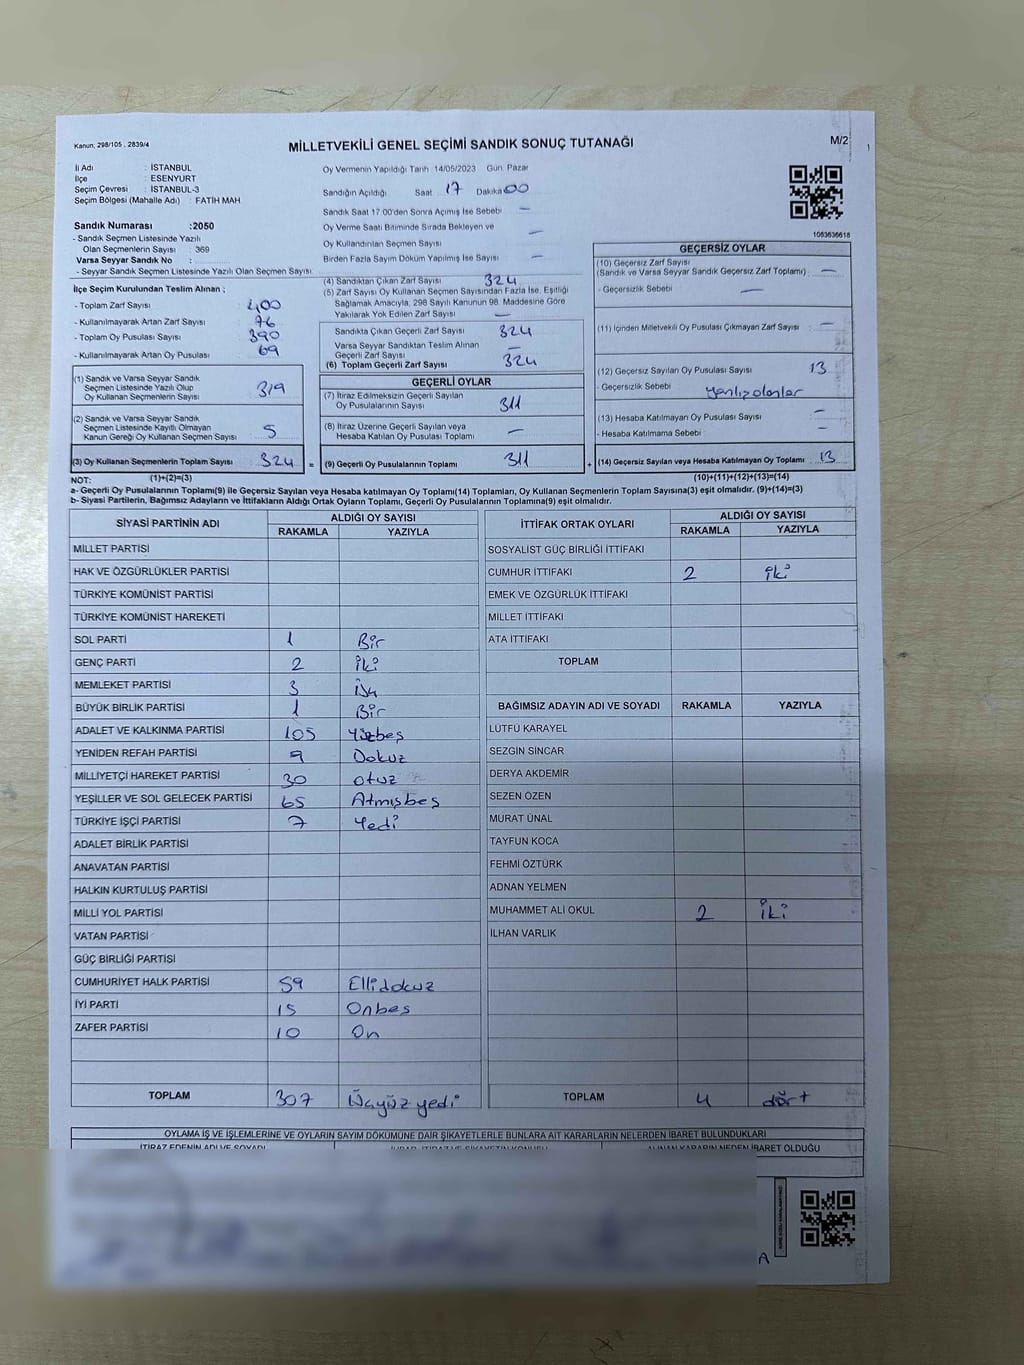 Kanun, 298/105 , 2839/4
MİLLETVEKİLİ GENEL SEÇİMİ SANDIK SONUÇ TUTANAĞI
M/2
1
İl Adı : İSTANBUL
İlçe : ESENYURT
Seçim Çevresi : İSTANBUL-3
Seçim Bölgesi (Mahalle Adı) : FATİH MAH
Oy Vermenin Yapıldığı Tarih 14/05/2023 Gün Pazar
Sandığın Açıldığı Saat 17 Dakika 00
Sandık Saat 17:00'den Sonra Açmış İse Sebebi —
Oy Verme Saati Bitiminde Sırada Bekleyen ve
Oy Kullandırılan Seçmen Sayısı —
Birden Fazla Sayım Döküm Yapılmış İse Sayısı —
1063636618
Sandık Numarası :2050
- Sandık Seçmen Listesinde Yazılı
Olan Seçmenlerin Sayısı : 369
Varsa Seyyar Sandık No :
- Seyyar Sandık Seçmen Listesinde Yazılı Olan Seçmen Sayısı
İlçe Seçim Kurulundan Teslim Alınan ;
- Toplam Zarf Sayısı 400
- Kullanılmayarak Artan Zarf Sayısı 76
- Toplam Oy Pusulası Sayısı 390
- Kullanılmayarak Artan Oy Pusulası 69
(4) Sandıktan Çıkan Zarf Sayısı 324
(5) Zarf Sayısı Oy Kullanan Seçmen Sayısından Fazla İse, Eşitliği
Sağlamak Amacıyla, 298 Sayılı Kanunun 98. Maddesine Göre
Yakılarak Yok Edilen Zarf Sayısı —
Sandıkta Çıkan Geçerli Zarf Sayısı 324
Varsa Seyyar Sandıktan Teslim Alınan
Geçerli Zarf Sayısı —
(6) Toplam Geçerli Zarf Sayısı 324
GEÇERSİZ OYLAR
(10) Geçersiz Zarf Sayısı
(Sandık ve Varsa Seyyar Sandık Geçersiz Zarf Toplamı) —
- Geçersizlik Sebebi —
(11) İçinden Milletvekili Oy Pusulası Çıkmayan Zarf Sayısı : —
(12) Geçersiz Sayılan Oy Pusulası Sayısı 13
- Geçersizlik Sebebi yanlız olanlar
(13) Hesaba Katılmayan Oy Pusulası Sayısı —
- Hesaba Katılmama Sebebi —
(1) Sandık ve Varsa Seyyar Sandık
Seçmen Listesinde Yazılı Olup
Oy Kullanan Seçmenlerin Sayısı 319
(2) Sandık ve Varsa Seyyar Sandık
Seçmen Listesinde Kayıtlı Olmayan
Kanun Gereği Oy Kullanan Seçmen Sayısı 5
GEÇERLİ OYLAR
(7) İtiraz Edilmeksizin Geçerli Sayılan
Oy Pusulalarının Sayısı 311
(8) İtiraz Üzerine Geçerli Sayılan veya
Hesaba Katılan Oy Pusulası Toplamı —
(3) Oy Kullanan Seçmenlerin Toplam Sayısı 324 = (9) Geçerli Oy Pusulalarının Toplamı 311 + (14) Geçersiz Sayılan veya Hesaba Katılmayan Oy Toplamı 13
NOT: (1)+(2)=(3) (10)+(11)+(12)+(13)=(14)
a- Geçerli Oy Pusulalarının Toplamı(9) ile Geçersiz Sayılan veya Hesaba katılmayan Oy Toplamı(14) Toplamları, Oy Kullanan Seçmenlerin Toplam Sayısına(3) eşit olmalıdır. (9)+(14)=(3)
b- Siyasi Partilerin, Bağımsız Adayların ve İttifakların Aldığı Ortak Oyların Toplamı, Geçerli Oy Pusulalarının Toplamına(9) eşit olmalıdır.
SİYASİ PARTİNİN ADI ALDIĞI OY SAYISI
RAKAMLA YAZIYLA
MİLLET PARTİSİ
HAK VE ÖZGÜRLÜKLER PARTİSİ
TÜRKİYE KOMÜNİST PARTİSİ
TÜRKİYE KOMÜNİST HAREKETİ
SOL PARTİ 1 Bir
GENÇ PARTİ 2 İki
MEMLEKET PARTİSİ 3 Üç
BÜYÜK BİRLİK PARTİSİ 1 Bir
ADALET VE KALKINMA PARTİSİ 105 Yüzbeş
YENİDEN REFAH PARTİSİ 9 Dokuz
MİLLİYETÇİ HAREKET PARTİSİ 30 otuz
YEŞİLLER VE SOL GELECEK PARTİSİ 65 Atmışbeş
TÜRKİYE İŞÇİ PARTİSİ 7 Yedi
ADALET BİRLİK PARTİSİ
ANAVATAN PARTİSİ
HALKIN KURTULUŞ PARTİSİ
MİLLİ YOL PARTİSİ
VATAN PARTİSİ
GÜÇ BİRLİĞİ PARTİSİ
CUMHURİYET HALK PARTİSİ 59 Ellidokuz
İYİ PARTİ 15 Onbeş
ZAFER PARTİSİ 10 On
TOPLAM 307 Üçyüz yedi
İTTİFAK ORTAK OYLARI ALDIĞI OY SAYISI
RAKAMLA YAZIYLA
SOSYALİST GÜÇ BİRLİĞİ İTTİFAKI
CUMHUR İTTİFAKI 2 iki
EMEK VE ÖZGÜRLÜK İTTİFAKI
MİLLET İTTİFAKI
ATA İTTİFAKI
TOPLAM
BAĞIMSIZ ADAYIN ADI VE SOYADI RAKAMLA YAZIYLA
LÜTFÜ KARAYEL
SEZGİN SİNCAR
DERYA AKDEMİR
SEZEN ÖZEN
MURAT ÜNAL
TAYFUN KOCA
FEHMİ ÖZTÜRK
ADNAN YELMEN
MUHAMMET ALİ OKUL 2 İki
İLHAN VARLIK
TOPLAM 4 dört
OYLAMA İŞ VE İŞLEMLERİNE VE OYLARIN SAYIM DÖKÜMÜNE DAİR ŞİKAYETLERLE BUNLARA AİT KARARLARIN NELERDEN İBARET BULUNDUKLARI
İTİRAZ EDENİN ADI VE SOYADI ALINAN KARARIN NEDEN İBARET OLDUĞU
A